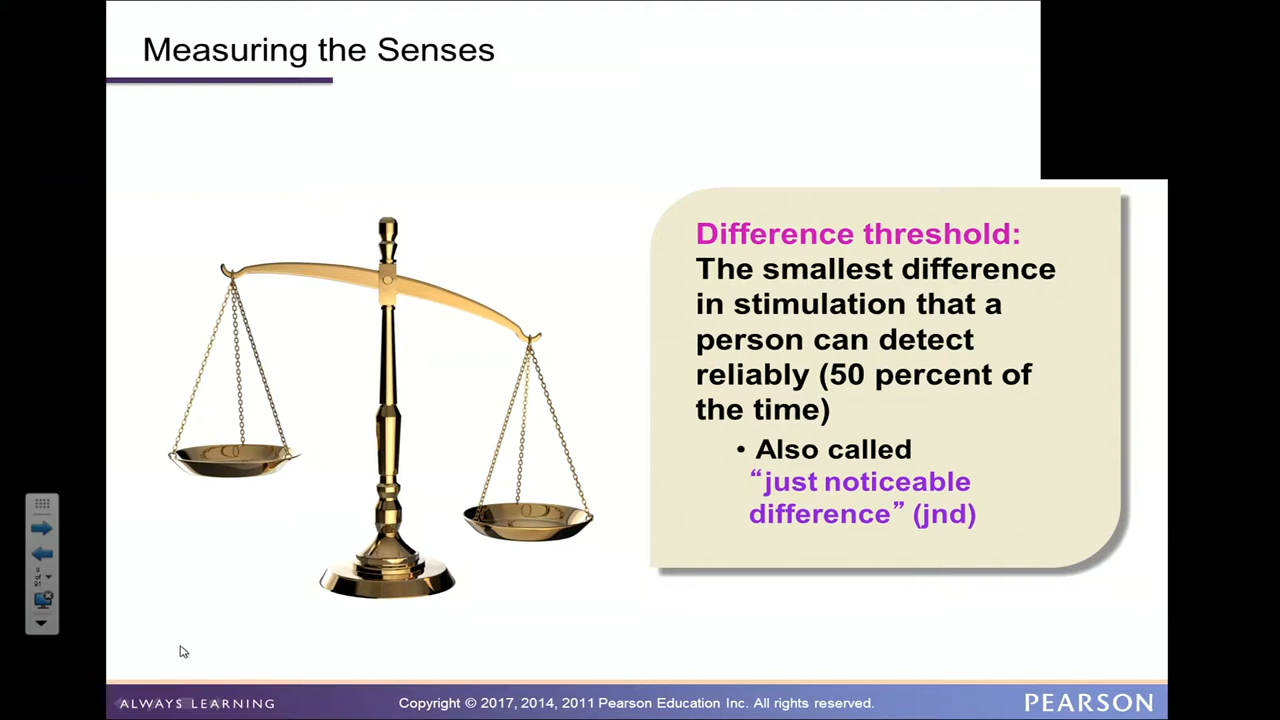 Measuring the Senses
Difference threshold:
The smallest difference
in stimulation that a
person can detect
reliably (50 percent of
the time)
• Also called
“just noticeable
difference” (jnd)
of
91
ALWAYS LEARNING
Copyright © 2017, 2014, 2011 Pearson Education Inc. All rights reserved.
PEARSON